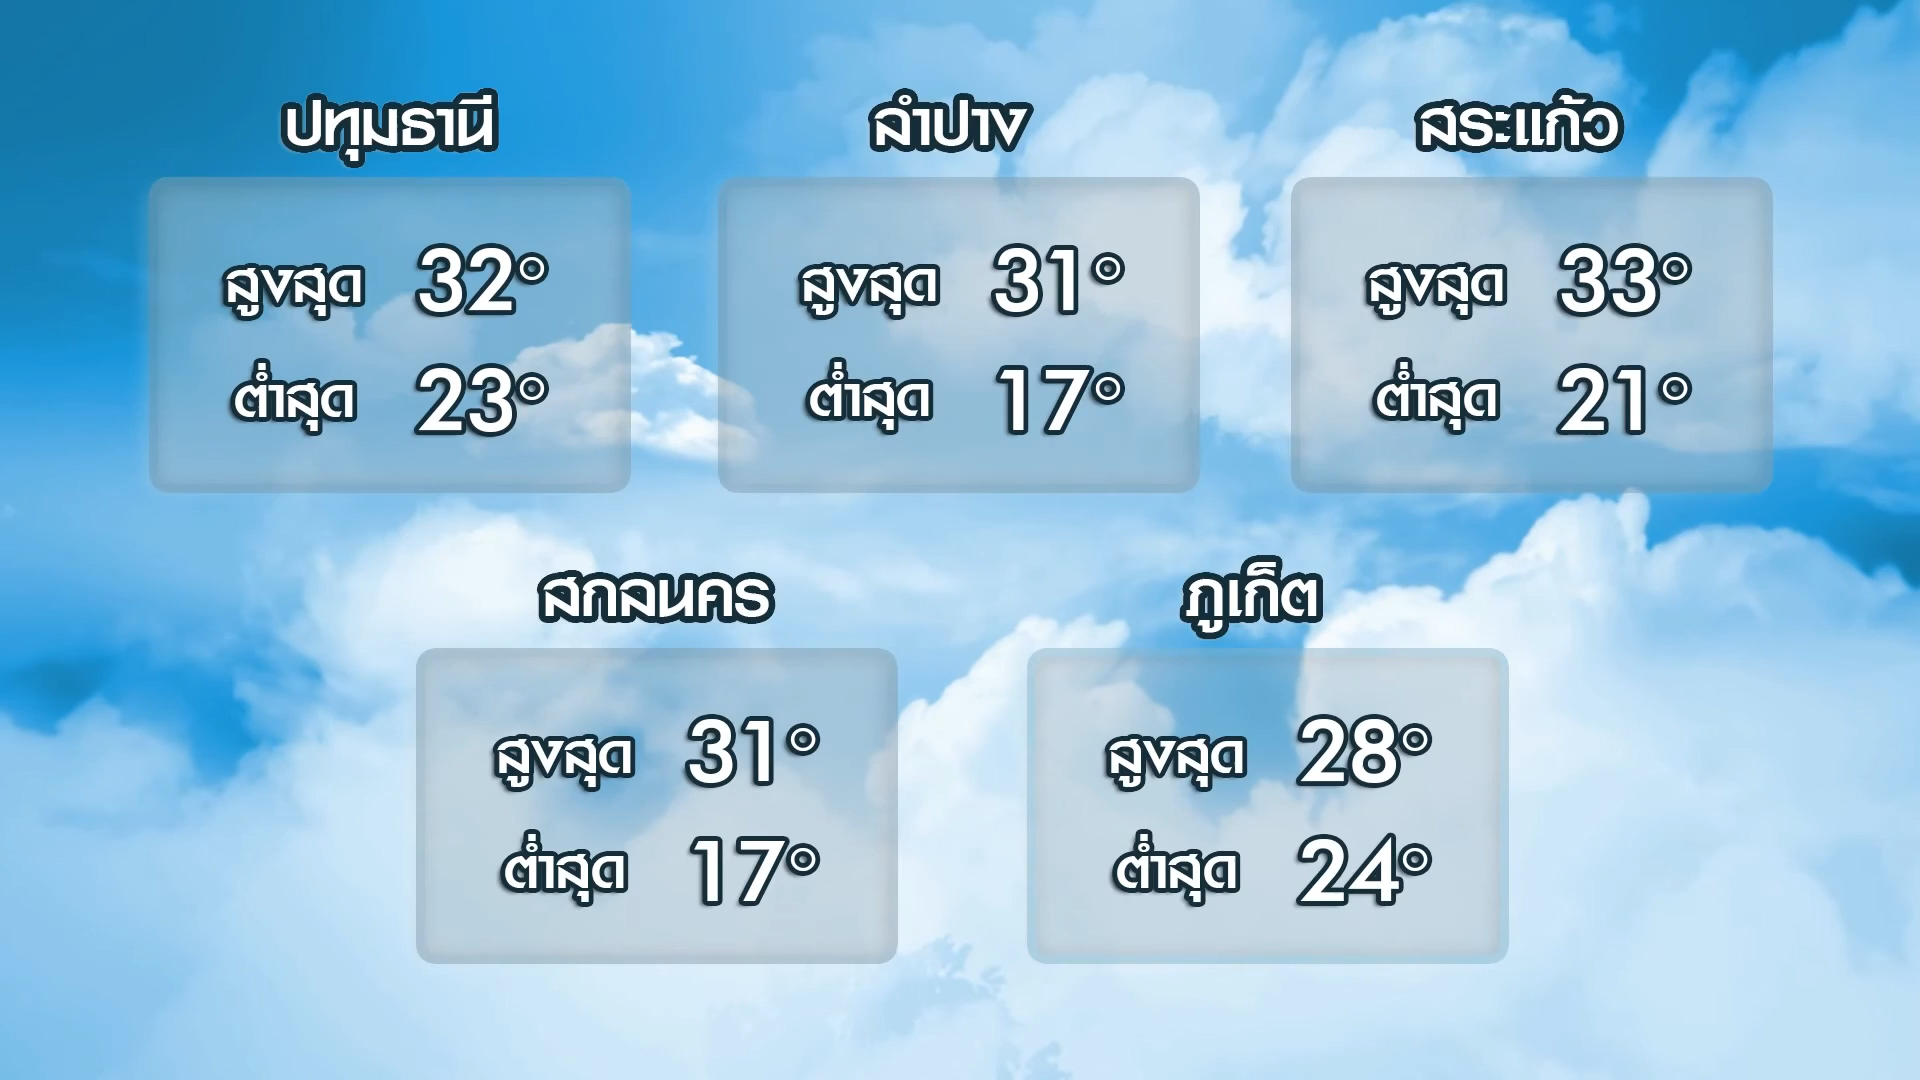 ปทุมธานี
สูงสุด 32°
ต่ำสุด 23°
ลำปาง
สูงสุด 31°
ต่ำสุด 17°
สระแก้ว
สูงสุด 33°
ต่ำสุด 21°
สกลนคร
สูงสุด 31°
ต่ำสุด 17°
ภูเก็ต
สูงสุด 28°
ต่ำสุด 24°